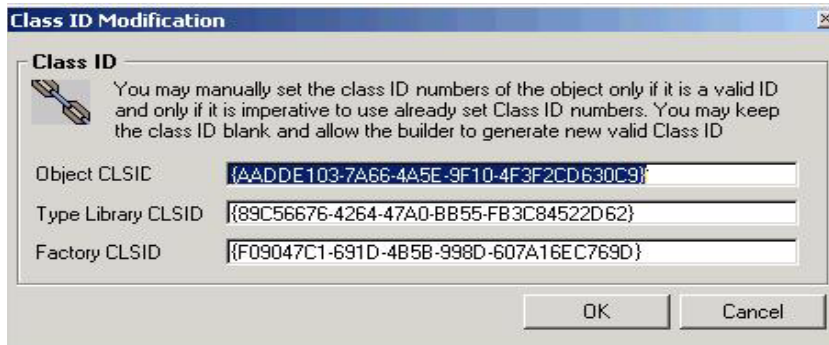 Class ID Modification
Class ID
You may manually set the class ID numbers of the object only if it is a valid ID
and only if it is imperative to use already set Class ID numbers. You may keep
the class ID blank and allow the builder to generate new valid Class ID
Object CLSID {AADDE103-7A66-4A5E-9F10-4F3F2CD630C9}
Type Library CLSID {89C56676-4264-47A0-BB55-FB3C84522D62}
Factory CLSID {F09047C1-691D-4B5B-998D-607A16EC769D}
OK Cancel